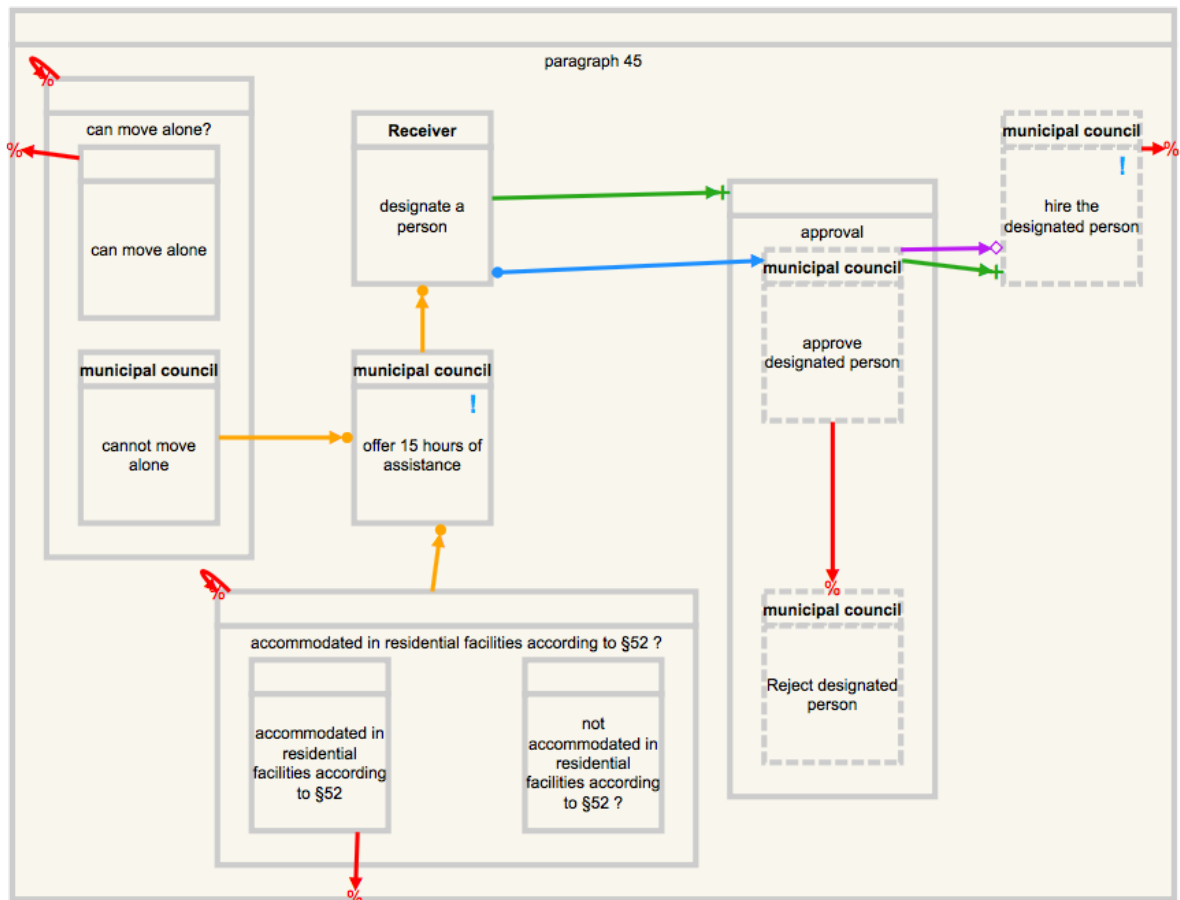 paragraph 45
%
can move alone?
%
can move alone
municipal council
cannot move
alone
Receiver
designate a
person
municipal council
!
offer 15 hours of
assistance
%
accommodated in residential facilities according to §52 ?
accommodated in
residential
facilities according
to §52
%
not
accommodated in
residential
facilities according
to §52 ?
approval
municipal council
approve
designated person
%
municipal council
Reject designated
person
municipal council
%
!
hire the
designated person